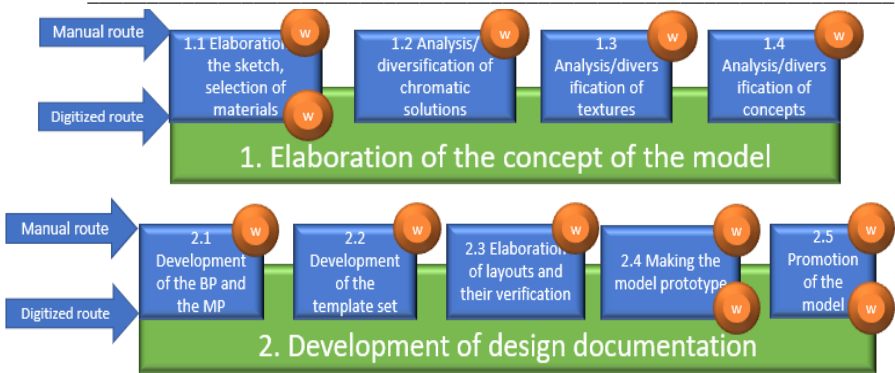 Manual route
Digitized route
1.1 Elaboration
the sketch,
selection of
materials
w
w
1.2 Analysis/
diversification of
chromatic
solutions
w
1.3
Analysis/divers
ification of
textures
w
1.4
Analysis/divers
ification of
concepts
w
1. Elaboration of the concept of the model
Manual route
Digitized route
2.1
Development
of the BP and
the MP
w
2.2
Development
of the
template set
w
2.3 Elaboration
of layouts and
their verification
w
2.4 Making the
model prototype
w
w
2.5
Promotion
of the
model
w
w
2. Development of design documentation